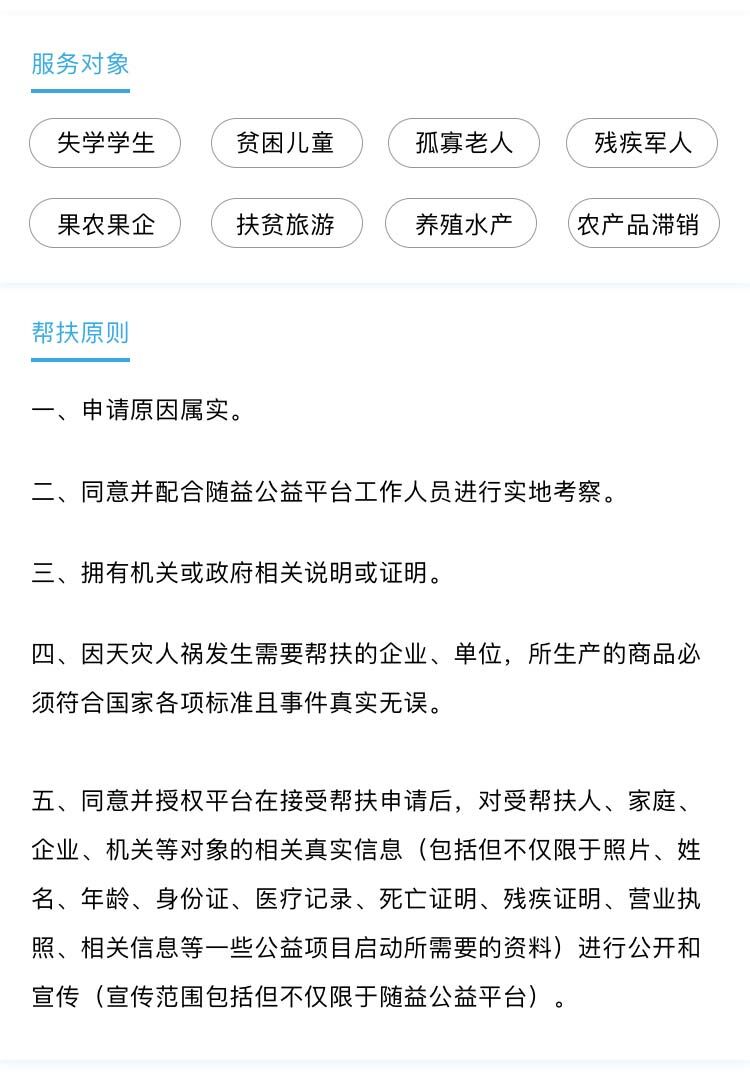 服务对象
失学学生 贫困儿童 孤寡老人 残疾军人
果农果企 扶贫旅游 养殖水产 农产品滞销
帮扶原则
一、申请原因属实。
二、同意并配合随益公益平台工作人员进行实地考察。
三、拥有机关或政府相关说明或证明。
四、因天灾人祸发生需要帮扶的企业、单位，所生产的商品必
须符合国家各项标准且事件真实无误。
五、同意并授权平台在接受帮扶申请后，对受帮扶人、家庭、
企业、机关等对象的相关真实信息（包括但不仅限于照片、姓
名、年龄、身份证、医疗记录、死亡证明、残疾证明、营业执
照、相关信息等一些公益项目启动所需要的资料）进行公开和
宣传（宣传范围包括但不仅限于随益公益平台）。